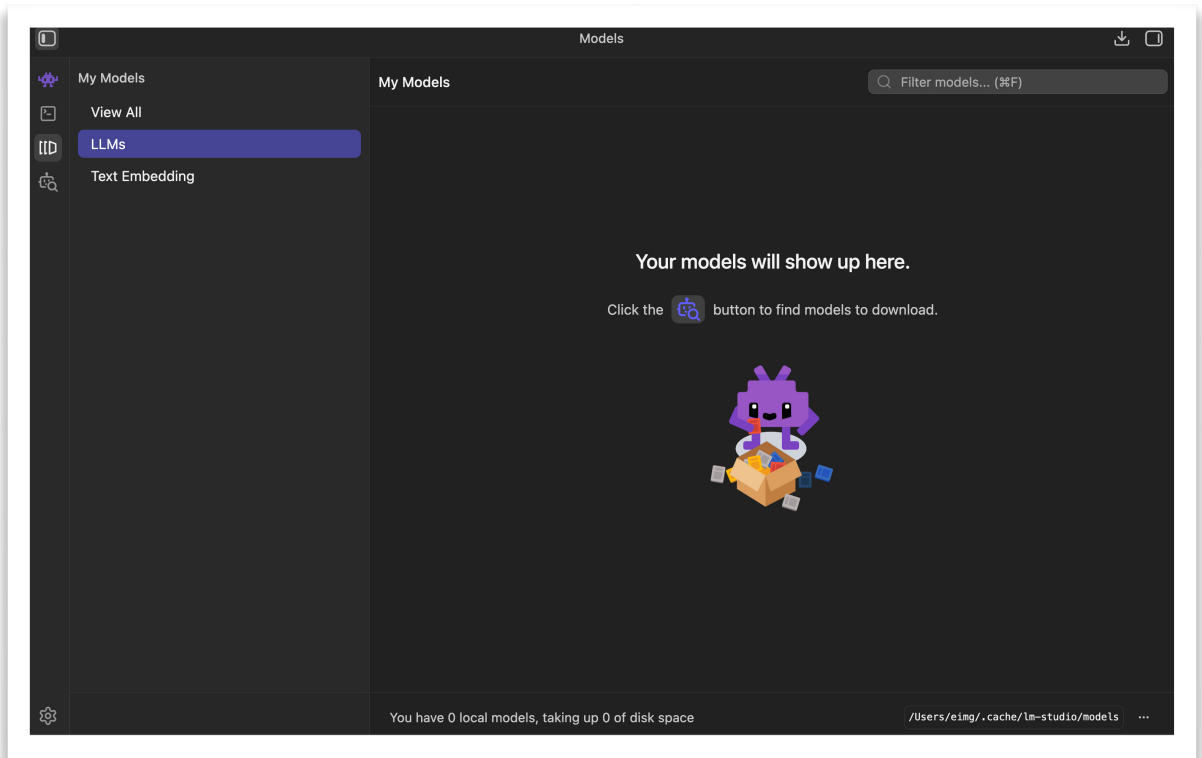 Models
My Models
View All
LLMs
Text Embedding
My Models
Filter models... (⌘F)
Your models will show up here.
Click the button to find models to download.
You have 0 local models, taking up 0 of disk space
/Users/eimg/.cache/lm-studio/models